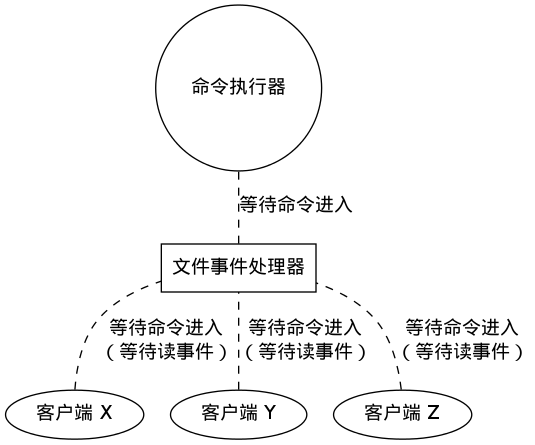 命令执行器
等待命令进入
文件事件处理器
等待命令进入
（等待读事件）
等待命令进入
（等待读事件）
等待命令进入
（等待读事件）
客户端 X
客户端 Y
客户端 Z